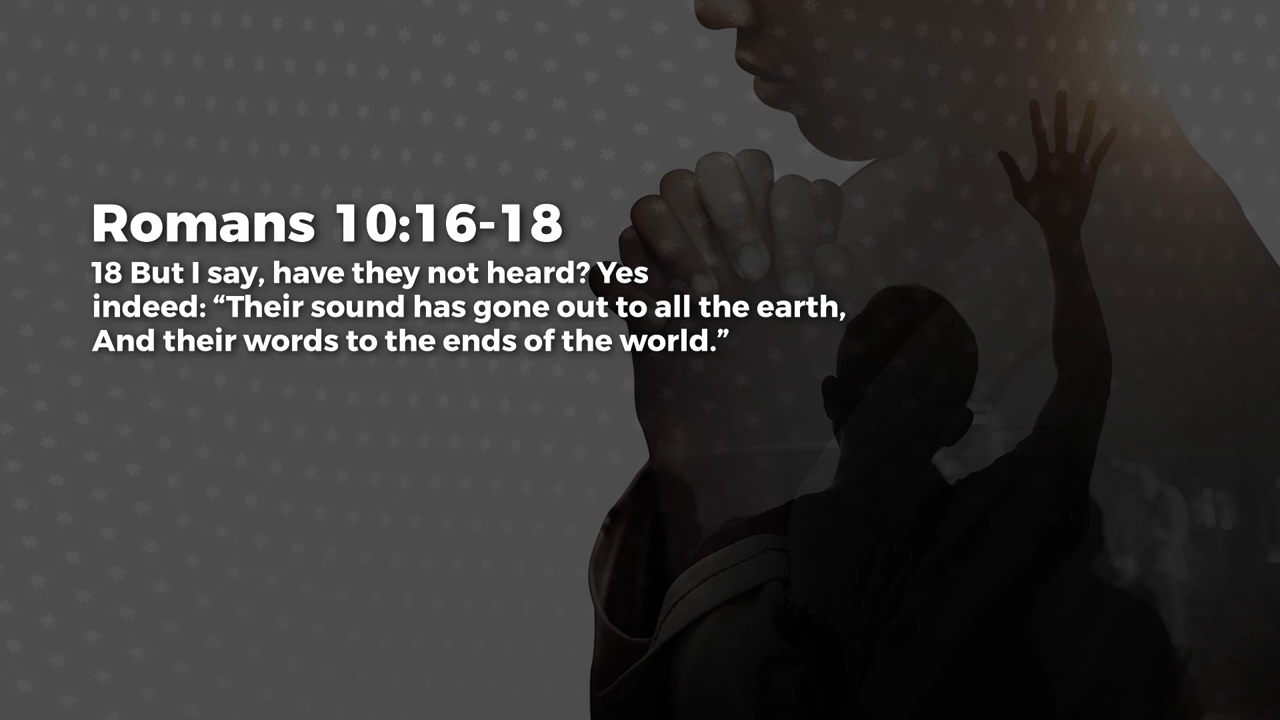 Romans 10:16-18
18 But I say, have they not heard? Yes
indeed: “Their sound has gone out to all the earth,
And their words to the ends of the world.”